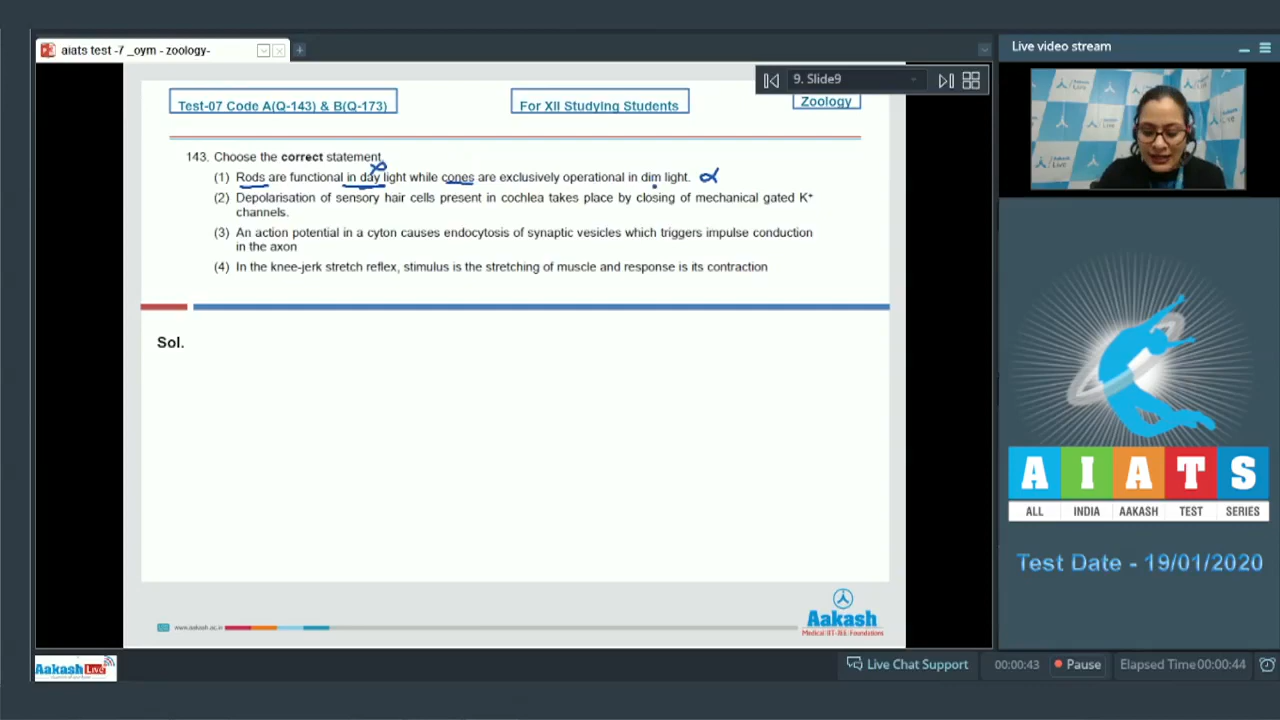 aiats test -7 _oym - zoology-
Live video stream
9. Slide9
Test-07 Code A(Q-143) & B(Q-173)
For XII Studying Students
Zoology
143. Choose the correct statement
(1) Rods are functional in day light while cones are exclusively operational in dim light.
(2) Depolarisation of sensory hair cells present in cochlea takes place by closing of mechanical gated K+
channels.
(3) An action potential in a cyton causes endocytosis of synaptic vesicles which triggers impulse conduction
in the axon
(4) In the knee-jerk stretch reflex, stimulus is the stretching of muscle and response is its contraction
Sol.
A I A T S
ALL INDIA AAKASH TEST SERIES
Test Date - 19/01/2020
www.aakash.ac.in
Aakash
Medical|IIT-JEE|Foundations
Aakash Live
Live Chat Support
00:00:43
Pause
Elapsed Time 00:00:44